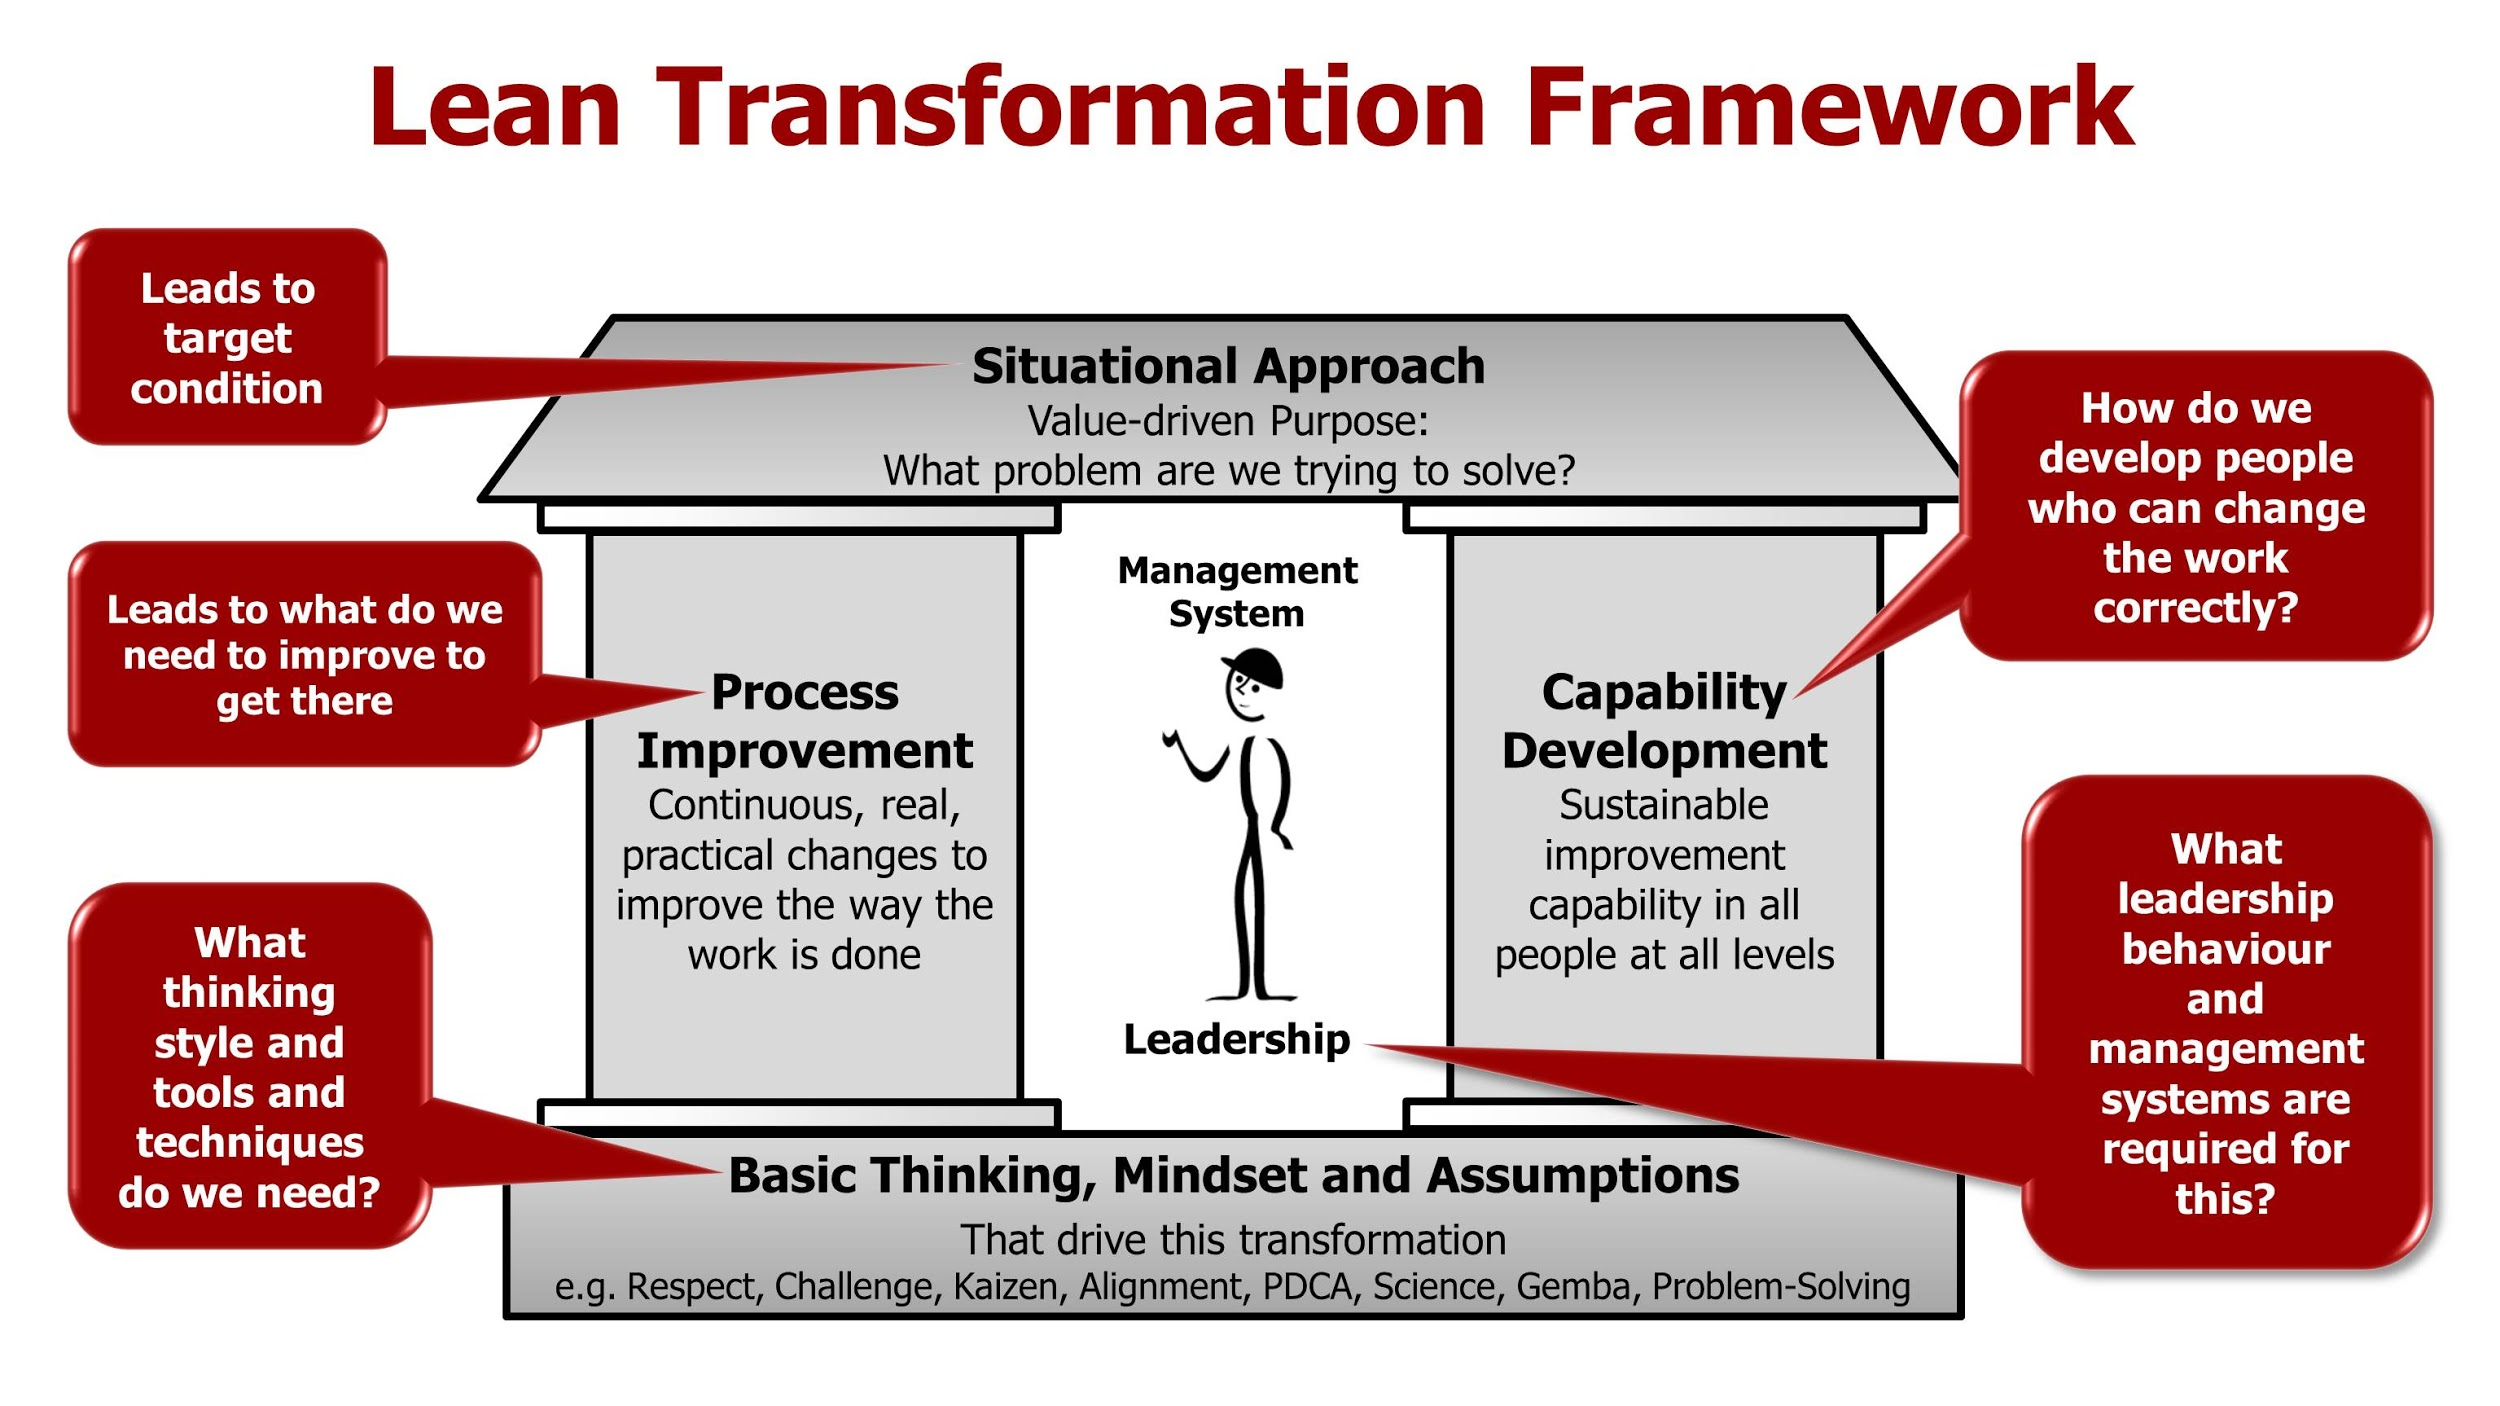 Lean Transformation Framework
Leads to
target
condition
Situational Approach
Value-driven Purpose:
What problem are we trying to solve?
How do we
develop people
who can change
the work
correctly?
Leads to what do we
need to improve to
get there
Process
Improvement
Continuous, real,
practical changes to
improve the way the
work is done
Management
System
Leadership
Capability
Development
Sustainable
improvement
capability in all
people at all levels
What
thinking
style and
tools and
techniques
do we need?
What
leadership
behaviour
and
management
systems are
required for
this?
Basic Thinking, Mindset and Assumptions
That drive this transformation
e.g. Respect, Challenge, Kaizen, Alignment, PDCA, Science, Gemba, Problem-Solving